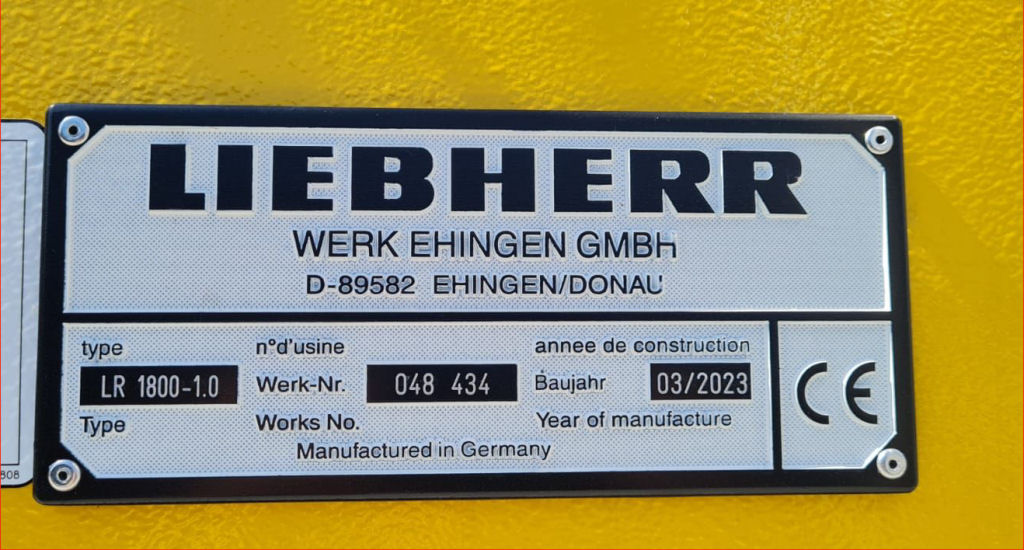 LIEBHERR
WERK EHINGEN GMBH
D-89582 EHINGEN/DONAU
type n°d'usine annee de construction
LR 1800-1.0 Werk-Nr. 048 434 Baujahr 03/2023 CE
Type Works No. Year of manufacture
Manufactured in Germany
808